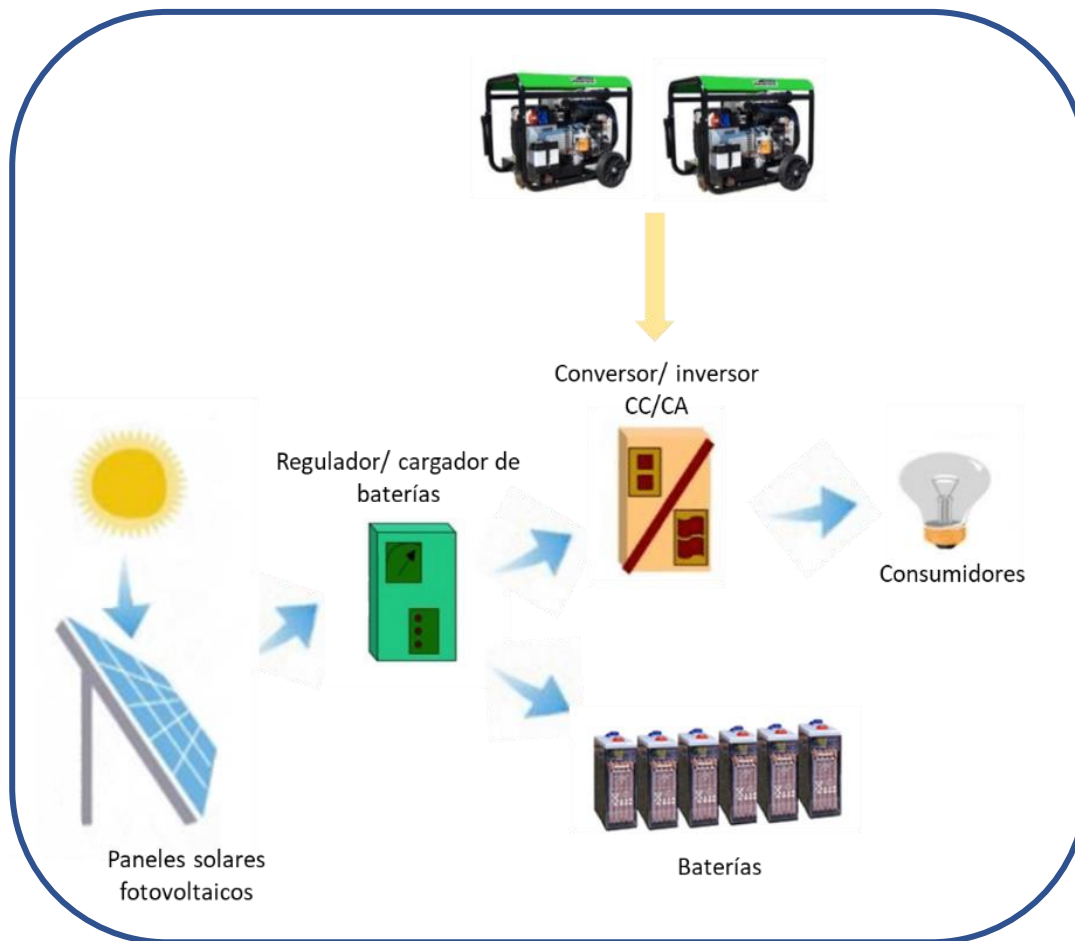 Conversor/ inversor
CC/CA
Regulador/ cargador de
baterías
Consumidores
Baterías
Paneles solares
fotovoltaicos